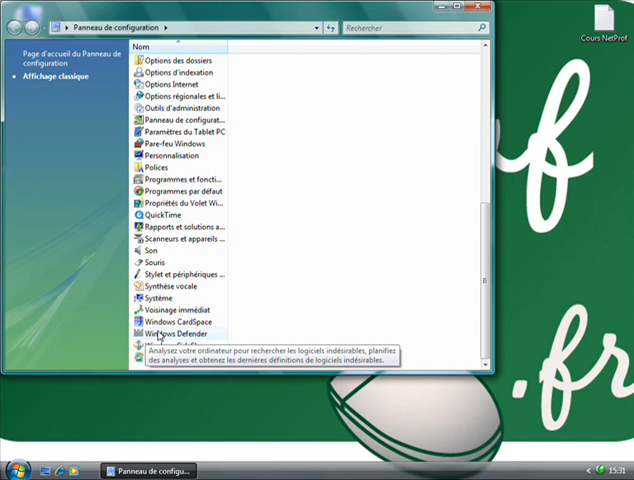 Panneau de configuration
Rechercher
Cours NetProf
Page d'accueil du Panneau de
configuration
Affichage classique
Nom
Options des dossiers
Options d'indexation
Options Internet
Options régionales et li...
Outils d'administration
Panneau de configurat...
Paramètres du Tablet PC
Pare-feu Windows
Personnalisation
Polices
Programmes et foncti...
Programmes par défaut
Propriétés du Volet Wi...
QuickTime
Rapports et solutions a...
Scanneurs et appareils ...
Son
Souris
Stylet et périphériques ...
Synthèse vocale
Système
Voisinage immédiat
Windows CardSpace
Windows Defender
Analysez votre ordinateur pour rechercher les logiciels indésirables, planifiez
des analyses et obtenez les dernières définitions de logiciels indésirables.
f
.fr
Panneau de configu...
15:31